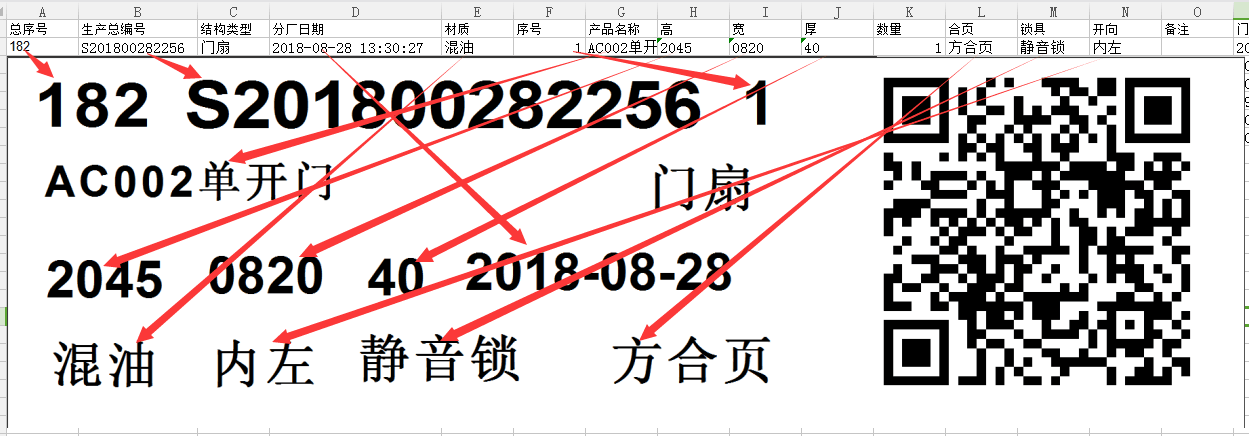 A B C D E F G H I J K L M N O
总序号 生产总编号 结构类型 分厂日期 材质 序号 产品名称 高 宽 厚 数量 合页 锁具 开向 备注 门
182 S201800282256 门扇 2018-08-28 13:30:27 混油 1 AC002单开 2045 0820 40 1 方合页 静音锁 内左
182 S201800282256 1
AC002单开门 门扇
2045 0820 40 2018-08-28
混油 内左 静音锁 方合页